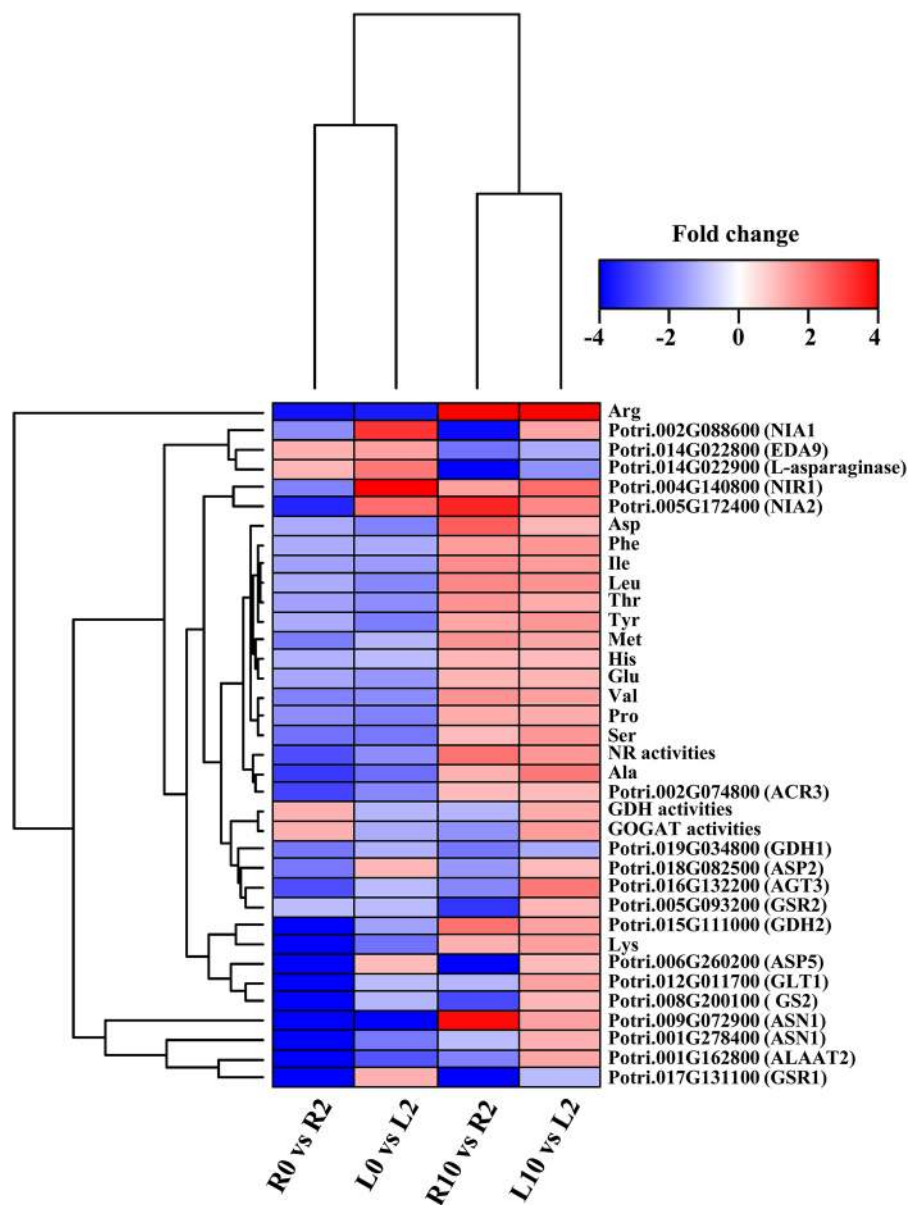 Fold change
-4 -2 0 2 4
Arg
Potri.002G088600 (NIA1
Potri.014G022800 (EDA9)
Potri.014G022900 (L-asparaginase)
Potri.004G140800 (NIR1)
Potri.005G172400 (NIA2)
Asp
Phe
Ile
Leu
Thr
Tyr
Met
His
Glu
Val
Pro
Ser
NR activities
Ala
Potri.002G074800 (ACR3)
GDH activities
GOGAT activities
Potri.019G034800 (GDH1)
Potri.018G082500 (ASP2)
Potri.016G132200 (AGT3)
Potri.005G093200 (GSR2)
Potri.015G111000 (GDH2)
Lys
Potri.006G260200 (ASP5)
Potri.012G011700 (GLT1)
Potri.008G200100 ( GS2)
Potri.009G072900 (ASN1)
Potri.001G278400 (ASN1)
Potri.001G162800 (ALAAT2)
Potri.017G131100 (GSR1)
R0 vs R2
L0 vs L2
R10 vs R2
L10 vs L2